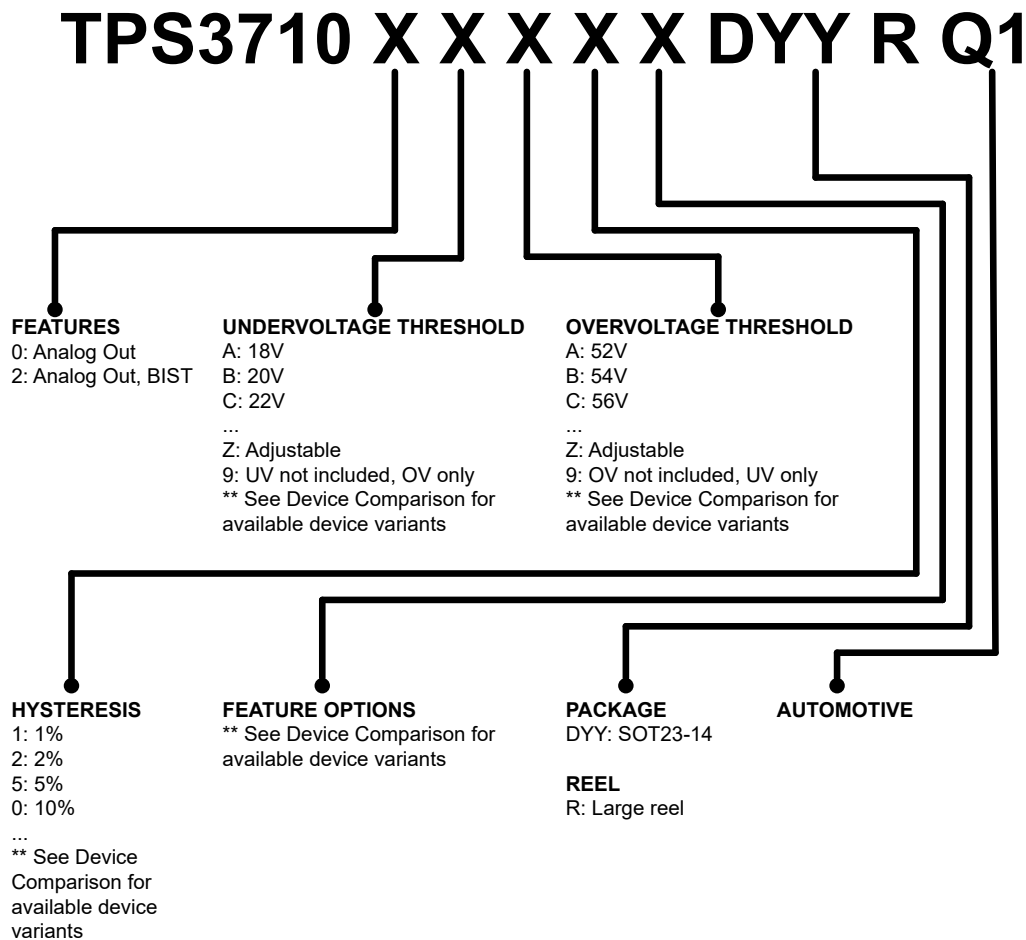 TPS3710 X X X X X DYY R Q1
FEATURES
0: Analog Out
2: Analog Out, BIST
UNDERVOLTAGE THRESHOLD
A: 18V
B: 20V
C: 22V
...
Z: Adjustable
9: UV not included, OV only
** See Device Comparison for
available device variants
OVERVOLTAGE THRESHOLD
A: 52V
B: 54V
C: 56V
...
Z: Adjustable
9: OV not included, UV only
** See Device Comparison for
available device variants
HYSTERESIS
1: 1%
2: 2%
5: 5%
0: 10%
...
** See Device
Comparison for
available device
variants
FEATURE OPTIONS
** See Device Comparison for
available device variants
PACKAGE
DYY: SOT23-14
REEL
R: Large reel
AUTOMOTIVE